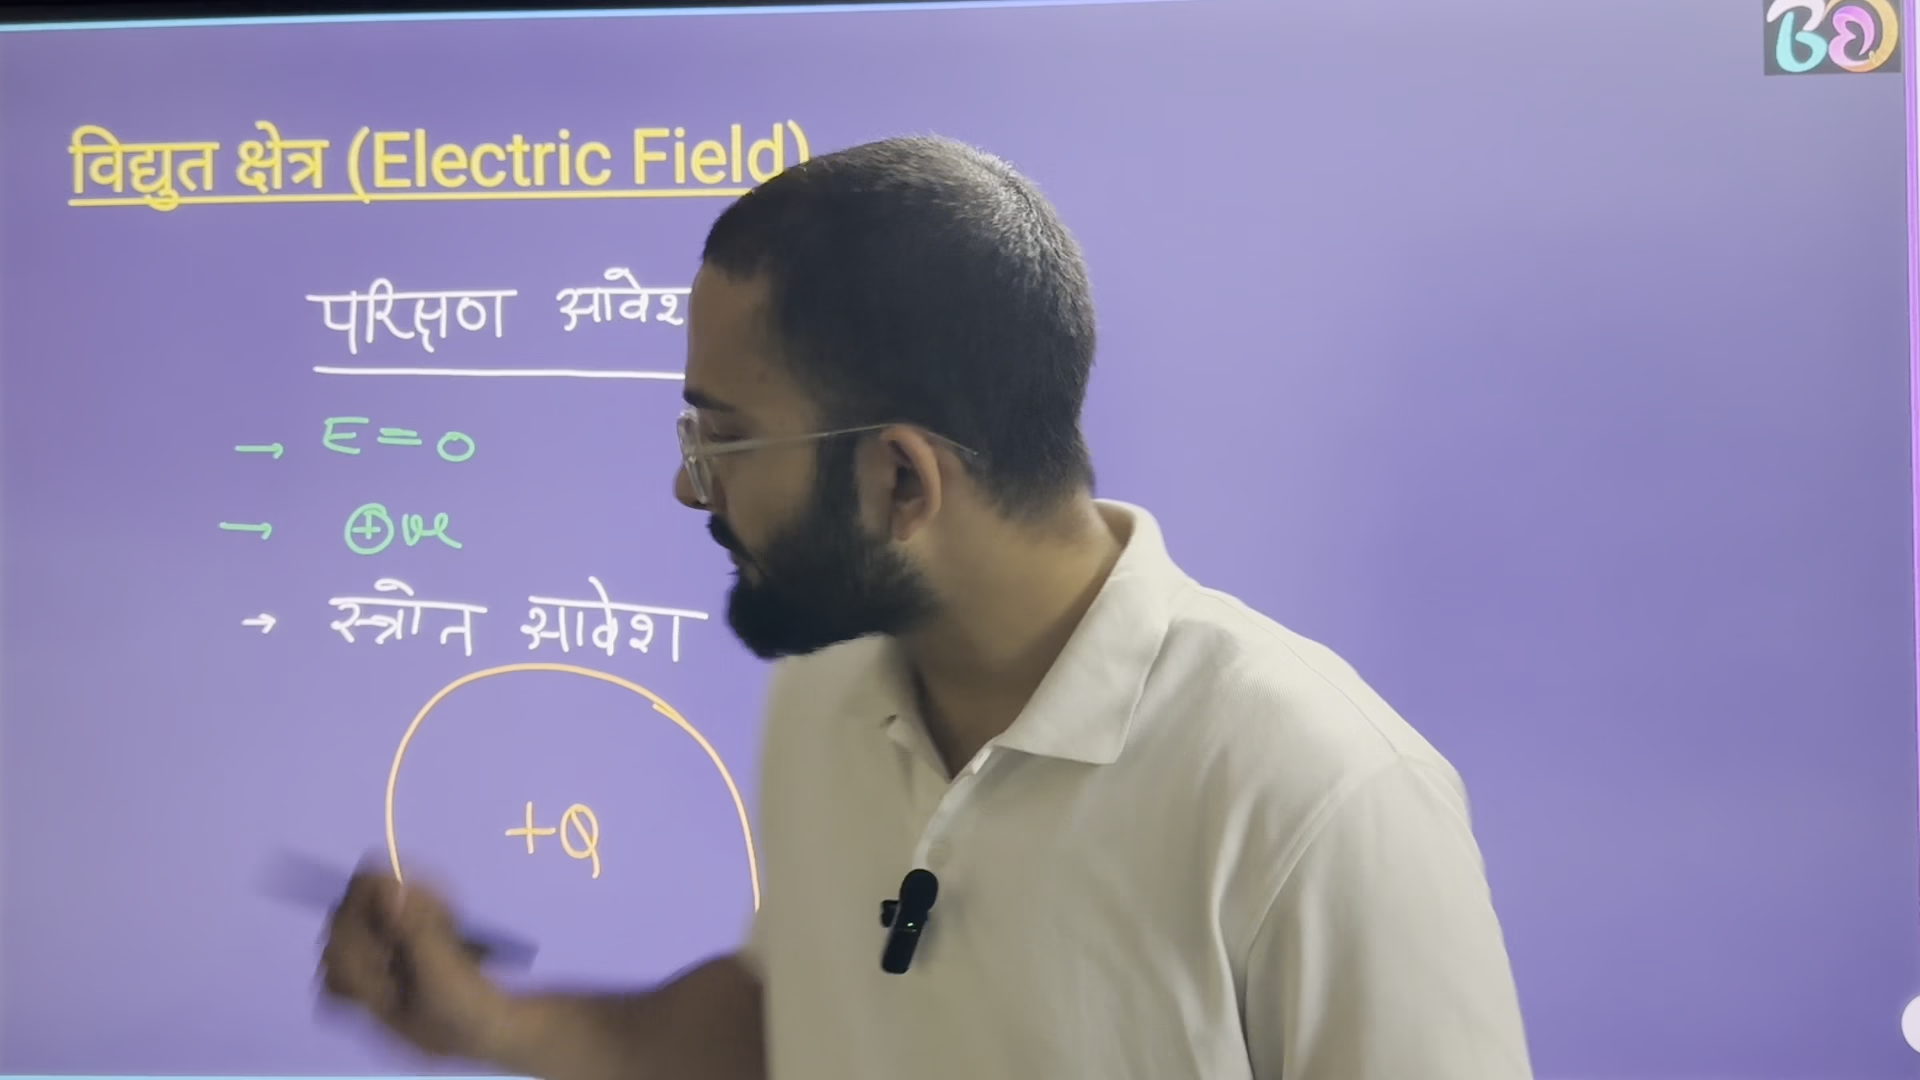 विद्युत क्षेत्र (Electric Field)
परिक्षण आवेश
→ E = 0
→ ⊕ve
→ स्त्रोत आवेश
+Q